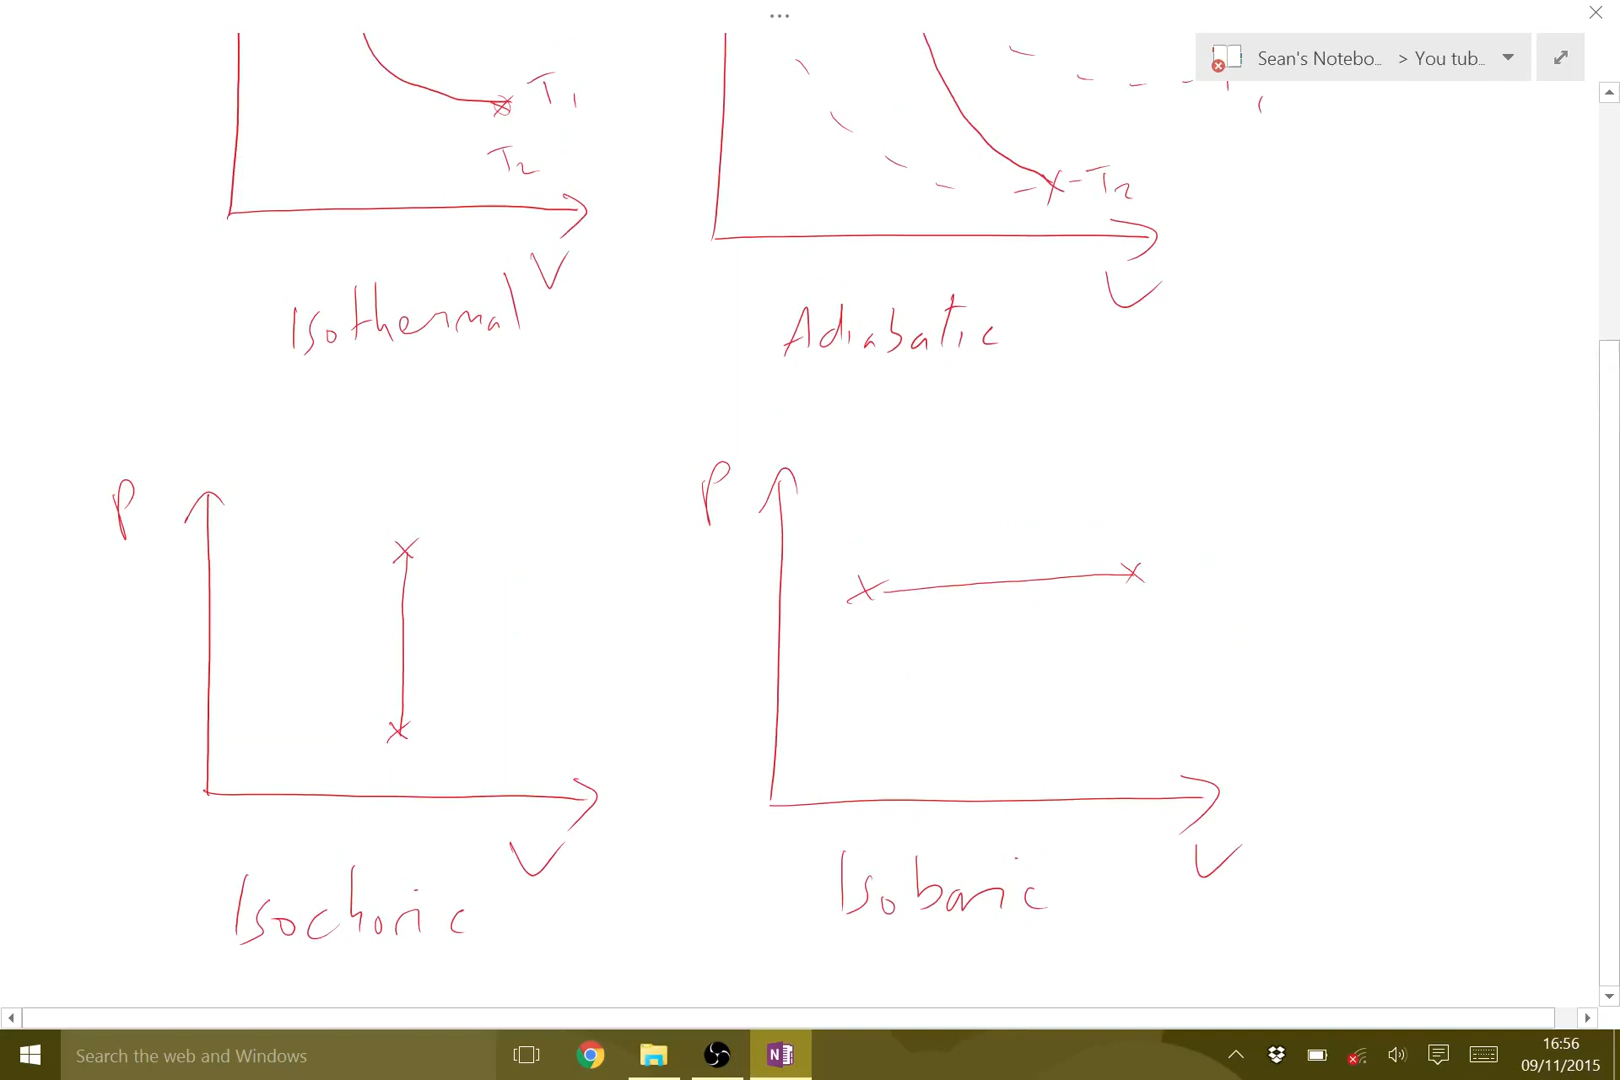 ...
Sean's Notebo... > You tub...
T1
T1
T2
T2
V
V
Isothermal
Adiabatic
P
P
V
V
Isochoric
Isobaric
Search the web and Windows
16:56
09/11/2015